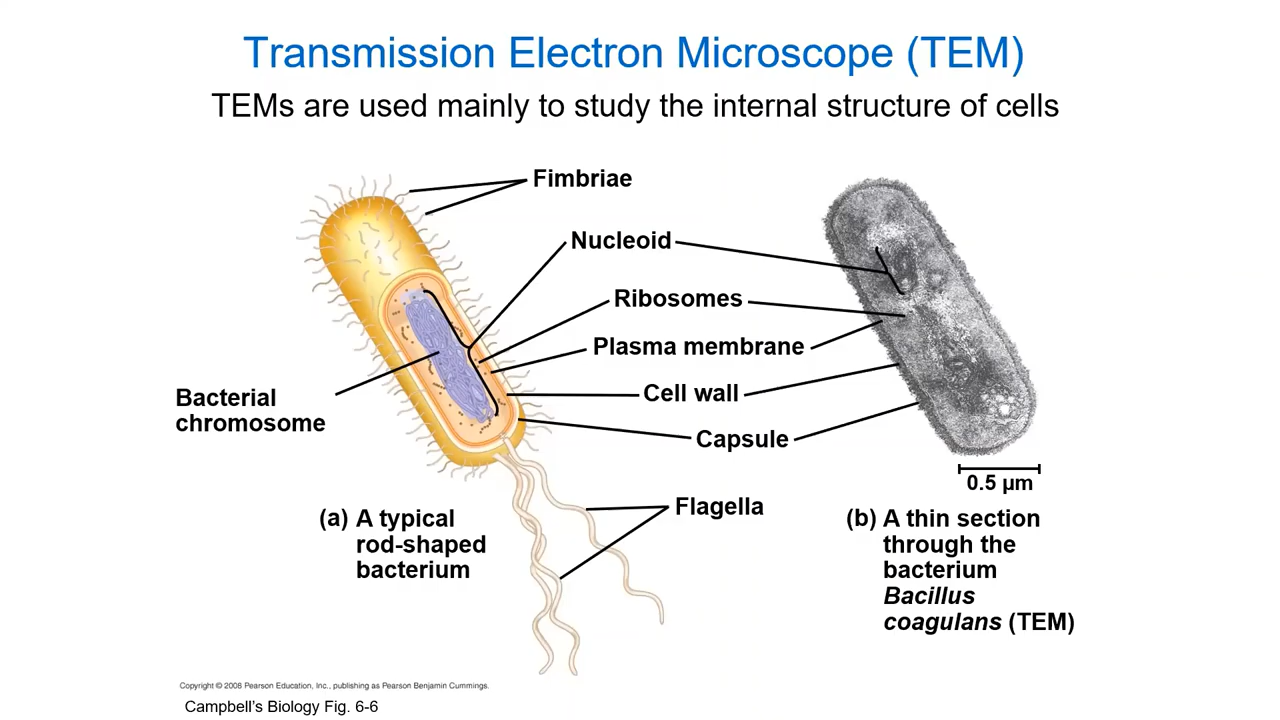 Transmission Electron Microscope (TEM)
TEMs are used mainly to study the internal structure of cells
Fimbriae
Nucleoid
Ribosomes
Plasma membrane
Cell wall
Capsule
Bacterial
chromosome
Flagella
0.5 µm
(a) A typical
rod-shaped
bacterium
(b) A thin section
through the
bacterium
Bacillus
coagulans (TEM)
Copyright © 2008 Pearson Education, Inc., publishing as Pearson Benjamin Cummings.
Campbell's Biology Fig. 6-6